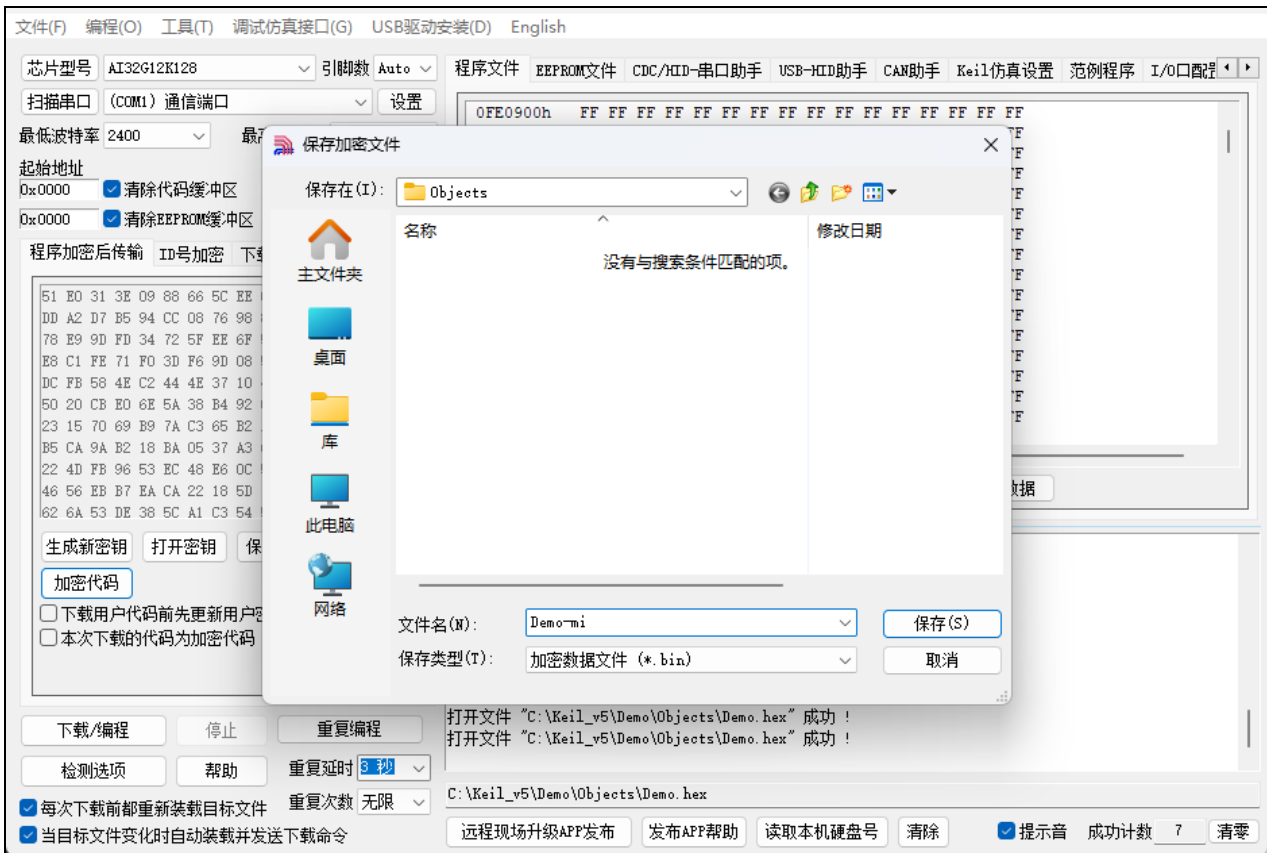 文件(F) 编程(O) 工具(T) 调试仿真接口(G) USB驱动安装(D) English
芯片型号 AI32G12K128 引脚数 Auto
扫描串口 (COM1) 通信端口 设置
最低波特率 2400
起始地址
0x0000 清除代码缓冲区
0x0000 清除EEPROM缓冲区
程序加密后传输 ID号加密
51 E0 31 3E 09 88 66 5C EE
DD A2 D7 B5 94 CC 08 76 98
78 E9 9D FD 34 72 5F EE 6F
E8 C1 FE 71 F0 3D F6 9D 08
DC FB 58 4E C2 44 4E 37 10
50 20 CB E0 6E 5A 38 B4 92
23 15 70 69 B9 7A C3 65 B2
B5 CA 9A B2 18 BA 05 37 A3
22 4D FB 96 53 EC 48 E6 0C
46 56 EB B7 EA CA 22 18 5D
62 6A 53 DE 38 5C A1 C3 54
生成新密钥 打开密钥
加密代码
下载用户代码前先更新用户
本次下载的代码为加密代码
下载/编程 停止 重复编程
检测选项 帮助 重复延时 3 秒
每次下载前都重新装载目标文件 重复次数 无限
当目标文件变化时自动装载并发送下载命令
程序文件 EEPROM文件 CDC/HID-串口助手 USB-HID助手 CAN助手 Keil仿真设置 范例程序 I/O口配
0FE0900h FF FF FF FF FF FF FF FF FF FF FF FF FF FF FF FF
保存加密文件
保存在(I): Objects
名称 修改日期
没有与搜索条件匹配的项。
主文件夹
桌面
库
此电脑
网络
文件名(N): Demo-mi 保存(S)
保存类型(T): 加密数据文件 (*.bin) 取消
数据
打开文件 "C:\Keil_v5\Demo\Objects\Demo.hex" 成功 !
打开文件 "C:\Keil_v5\Demo\Objects\Demo.hex" 成功 !
C:\Keil_v5\Demo\Objects\Demo.hex
远程现场升级APP发布 发布APP帮助 读取本机硬盘号 清除 提示音 成功计数 7 清零